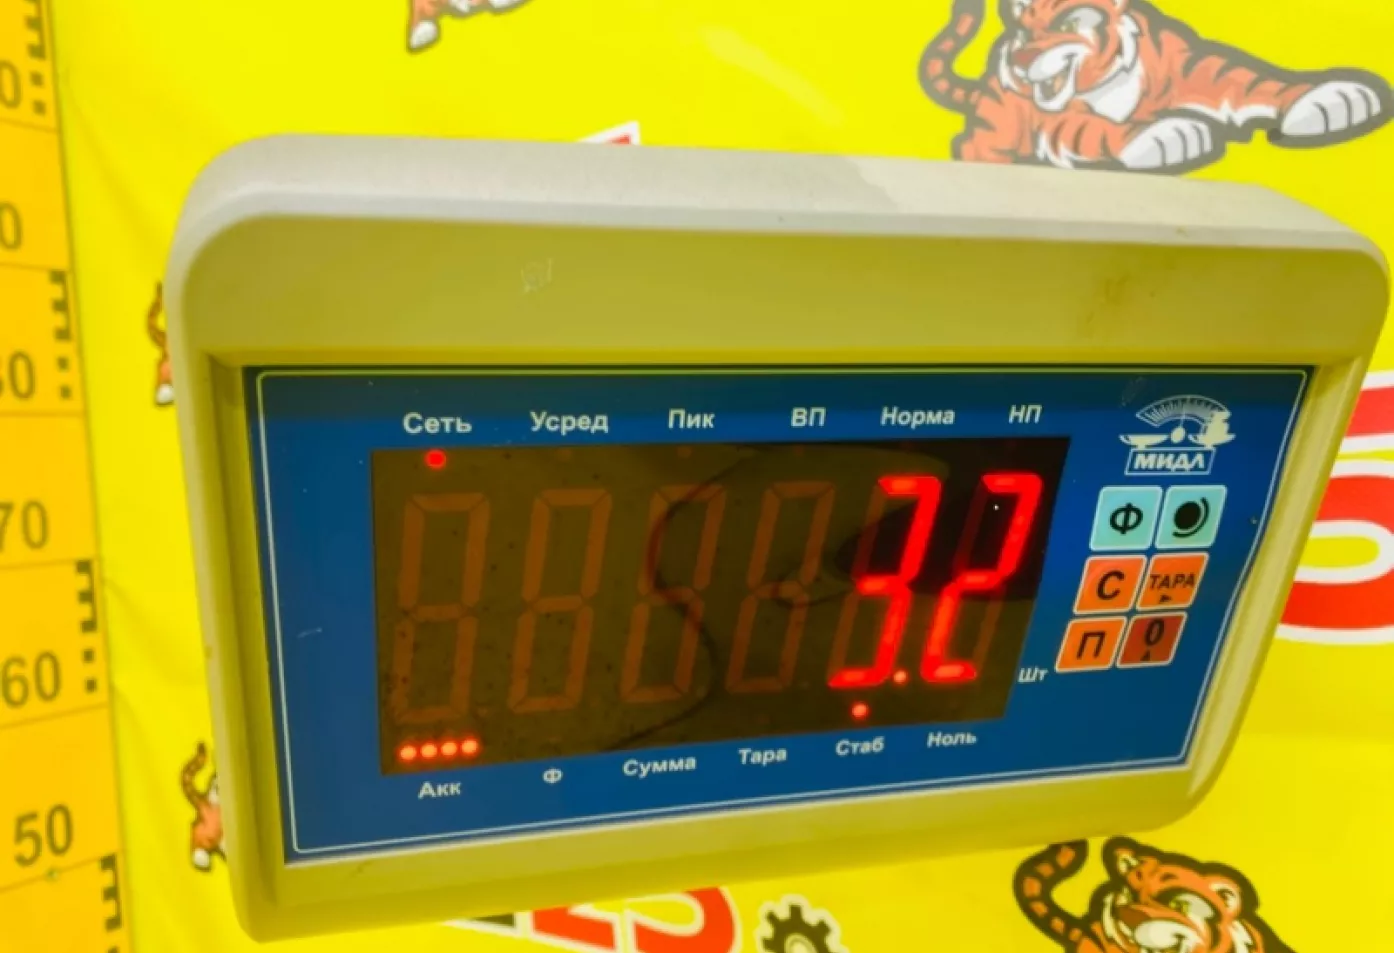 Сеть Усред Пик ВП Норма НП
МИДЛ
3.2
Ф
С ТАРА
П 0
Шт
Акк Ф Сумма Тара Стаб Ноль
70
60
50